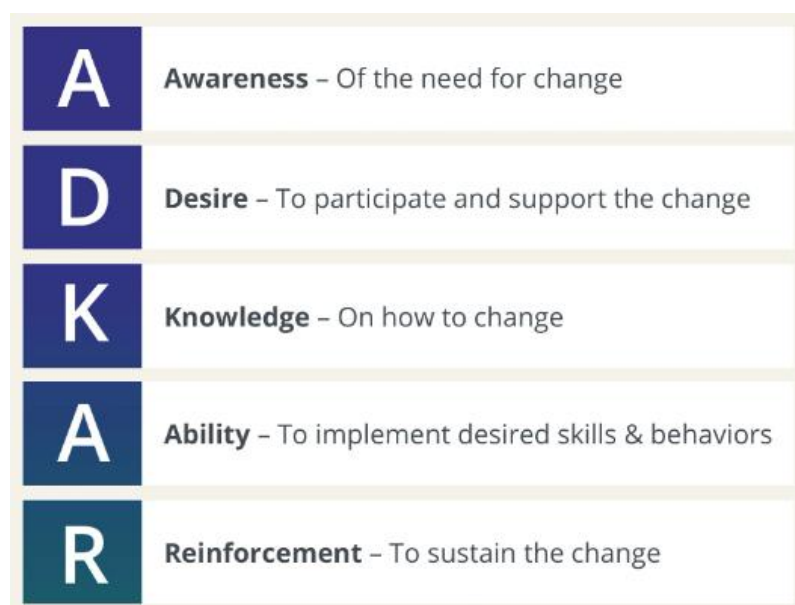 A
Awareness – Of the need for change
D
Desire – To participate and support the change
K
Knowledge – On how to change
A
Ability – To implement desired skills & behaviors
R
Reinforcement – To sustain the change